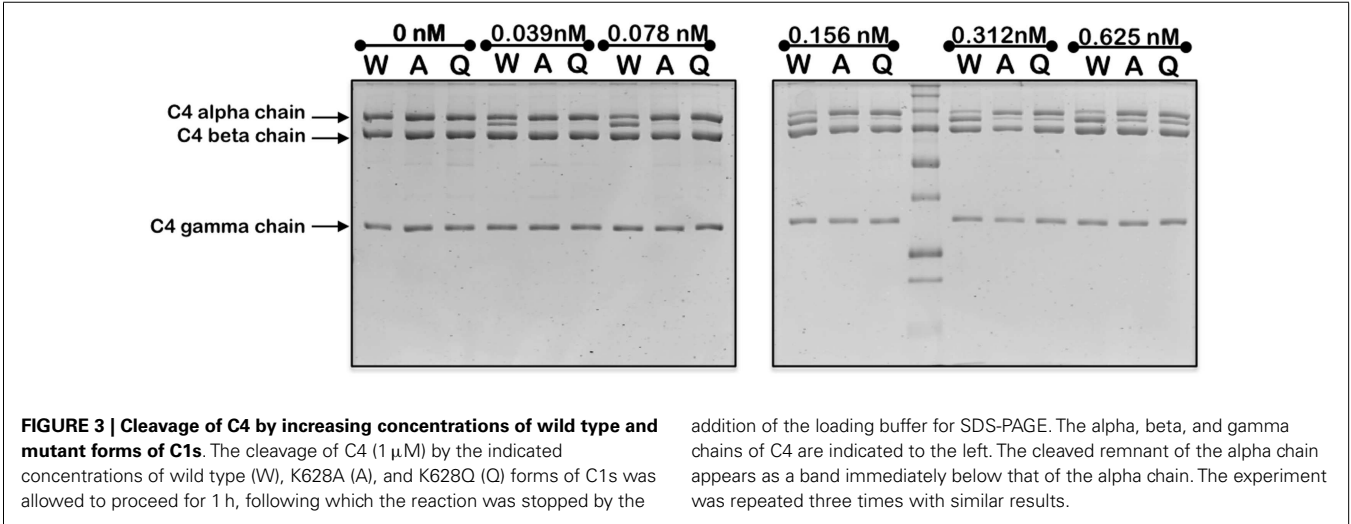 0 nM 0.039nM 0.078 nM 0.156 nM 0.312nM 0.625 nM
W A Q W A Q W A Q W A Q W A Q W A Q
C4 alpha chain
C4 beta chain
C4 gamma chain
FIGURE 3 | Cleavage of C4 by increasing concentrations of wild type and
mutant forms of C1s. The cleavage of C4 (1 μM) by the indicated
concentrations of wild type (W), K628A (A), and K628Q (Q) forms of C1s was
allowed to proceed for 1 h, following which the reaction was stopped by the
addition of the loading buffer for SDS-PAGE. The alpha, beta, and gamma
chains of C4 are indicated to the left. The cleaved remnant of the alpha chain
appears as a band immediately below that of the alpha chain. The experiment
was repeated three times with similar results.